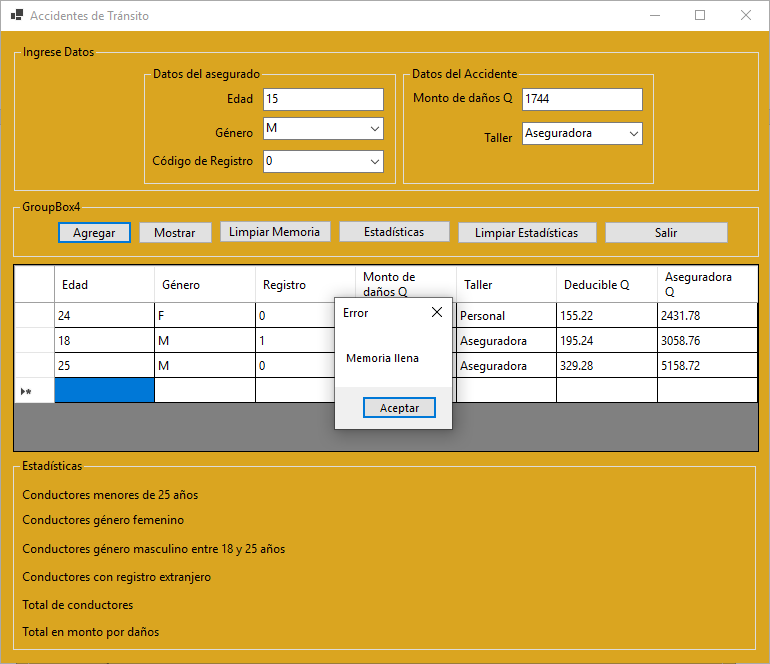 Accidentes de Tránsito
Ingrese Datos
Datos del asegurado
Edad 15
Género M
Código de Registro 0
Datos del Accidente
Monto de daños Q 1744
Taller Aseguradora
GroupBox4
Agregar Mostrar Limpiar Memoria Estadísticas Limpiar Estadísticas Salir
Edad Género Registro Monto de daños Q Taller Deducible Q Aseguradora Q
24 F 0 Personal 155.22 2431.78
18 M 1 Aseguradora 195.24 3058.76
25 M 0 Aseguradora 329.28 5158.72
Error
Memoria llena
Aceptar
Estadísticas
Conductores menores de 25 años
Conductores género femenino
Conductores género masculino entre 18 y 25 años
Conductores con registro extranjero
Total de conductores
Total en monto por daños